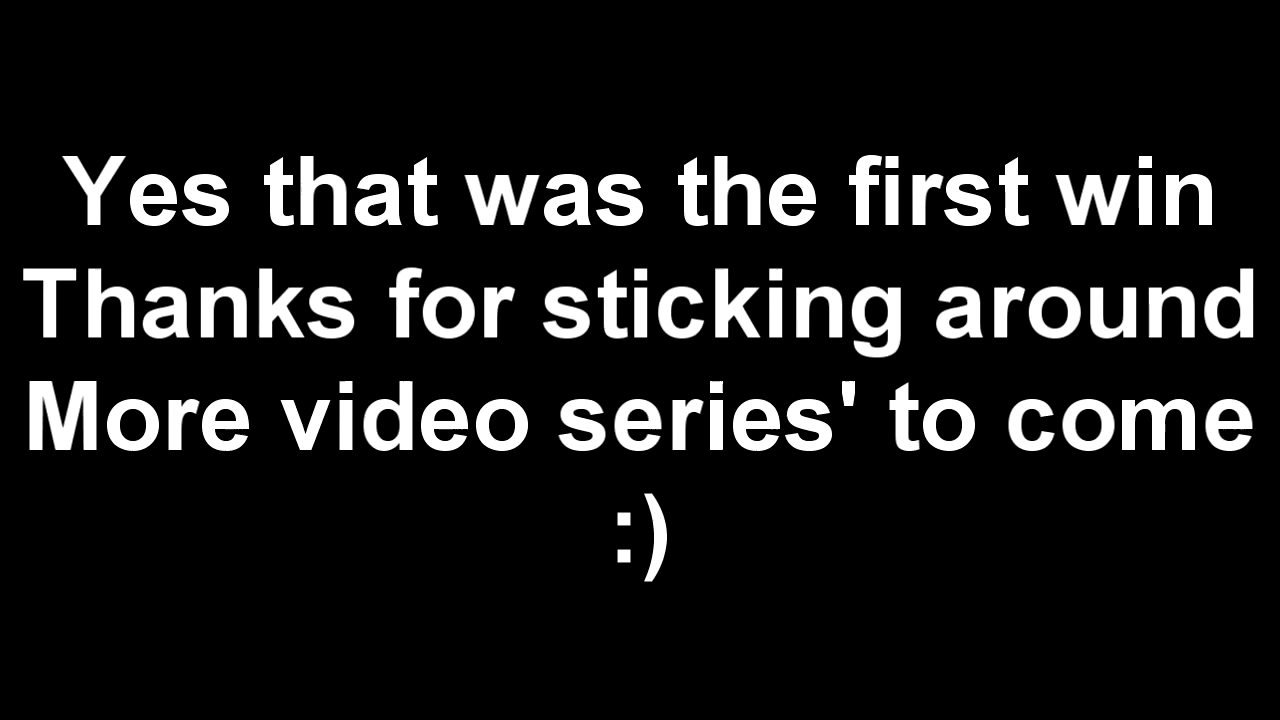 Yes that was the first win
Thanks for sticking around
More video series' to come
:)